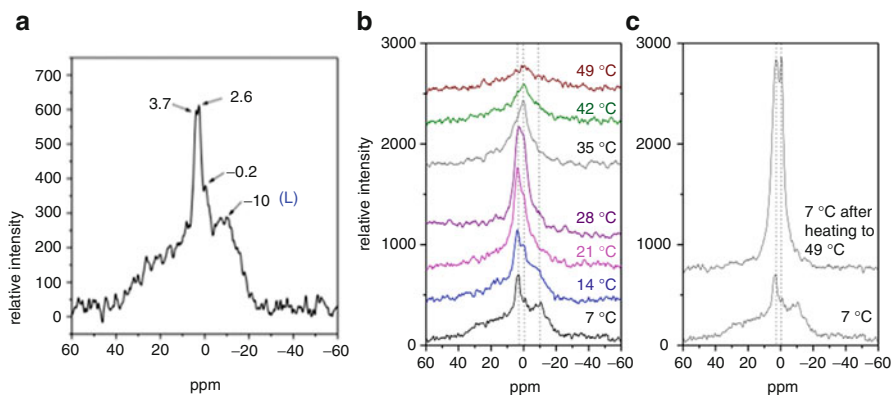 a
700
600
500
400
300
200
100
0
relative intensity
60 40 20 0 −20 −40 −60
ppm
3.7
2.6
−0.2
−10 (L)
b
3000
2000
1000
0
relative intensity
49 °C
42 °C
35 °C
28 °C
21 °C
14 °C
7 °C
60 40 20 0 −20 −40 −60
ppm
c
3000
2000
1000
0
7 °C after
heating to
49 °C
7 °C
60 40 20 0 −20 −40 −60
ppm